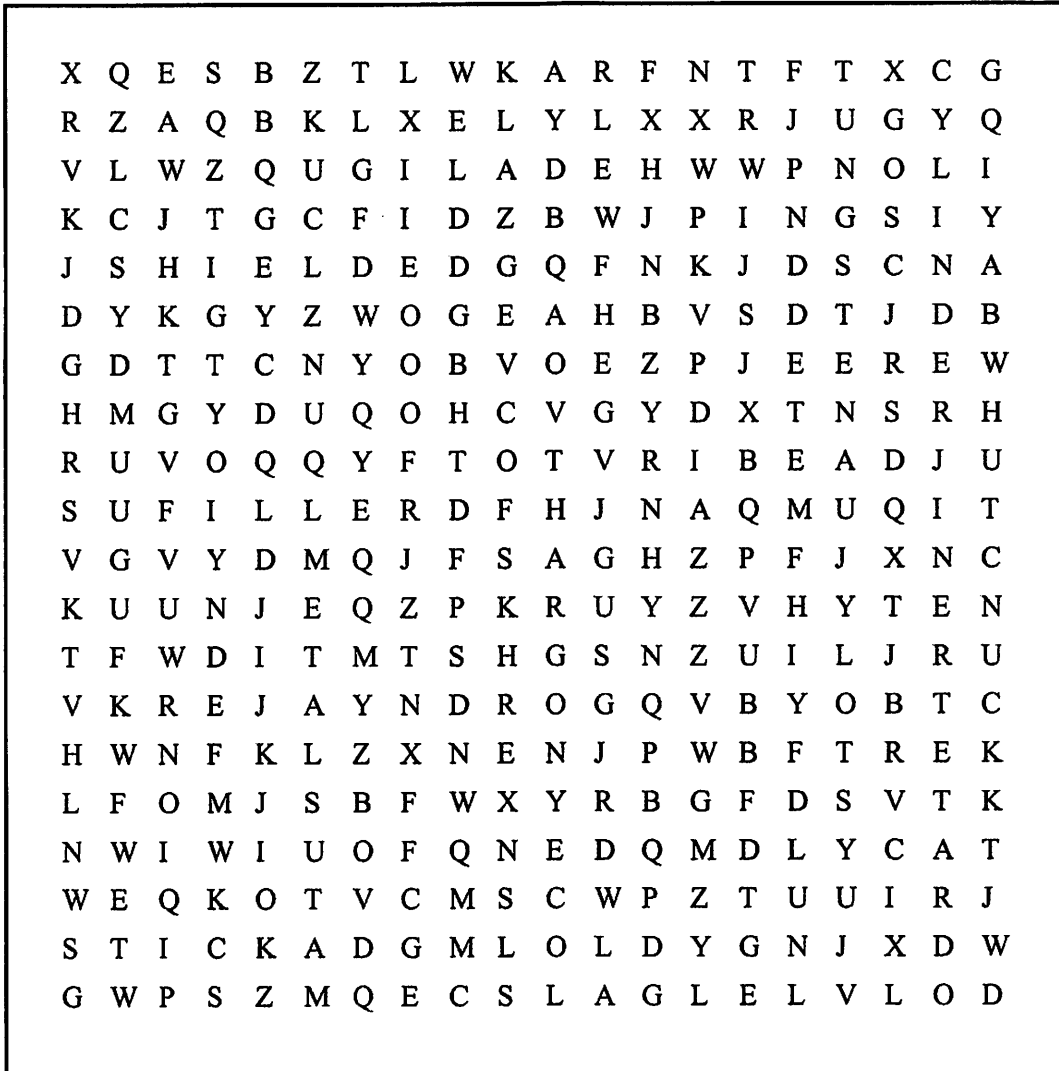 X Q E S B Z T L W K A R F N T F T X C G
R Z A Q B K L X E L Y L X X R J U G Y Q
V L W Z Q U G I L A D E H W W P N O L I
K C J T G C F I D Z B W J P I N G S I Y
J S H I E L D E D G Q F N K J D S C N A
D Y K G Y Z W O G E A H B V S D T J D B
G D T T C N Y O B V O E Z P J E E R E W
H M G Y D U Q O H C V G Y D X T N S R H
R U V O Q Q Y F T O T V R I B E A D J U
S U F I L L E R D F H J N A Q M U Q I T
V G V Y D M Q J F S A G H Z P F J X N C
K U U N J E Q Z P K R U Y Z V H Y T E N
T F W D I T M T S H G S N Z U I L J R U
V K R E J A Y N D R O G Q V B Y O B T C
H W N F K L Z X N E N J P W B F T R E K
L F O M J S B F W X Y R B G F D S V T K
N W I W I U O F Q N E D Q M D L Y C A T
W E Q K O T V C M S C W P Z T U U I R J
S T I C K A D G M L O L D Y G N J X D W
G W P S Z M Q E C S L A G L E L V L O D